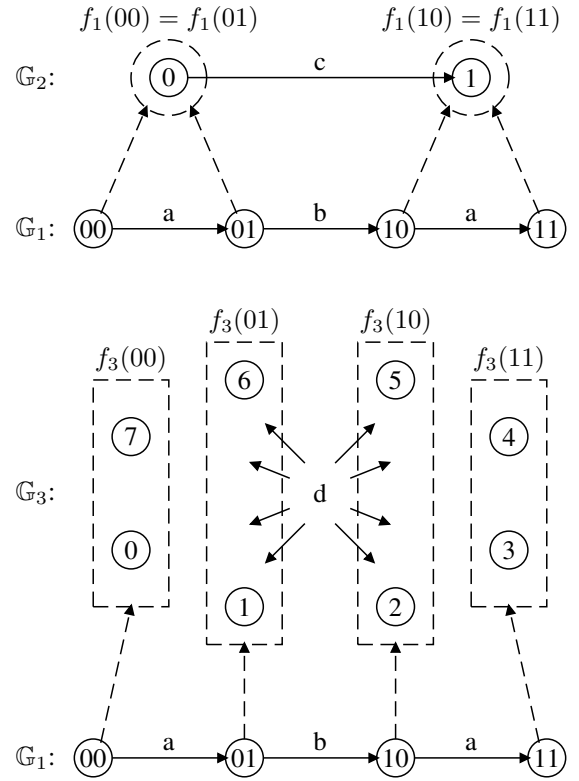 f₁(00) = f₁(01) f₁(10) = f₁(11)
𝔾₂: 0 c 1
𝔾₁: 00 a 01 b 10 a 11
f₃(01) f₃(10)
f₃(00) f₃(11)
6 5
7 4
𝔾₃: d
0 3
1 2
𝔾₁: 00 a 01 b 10 a 11